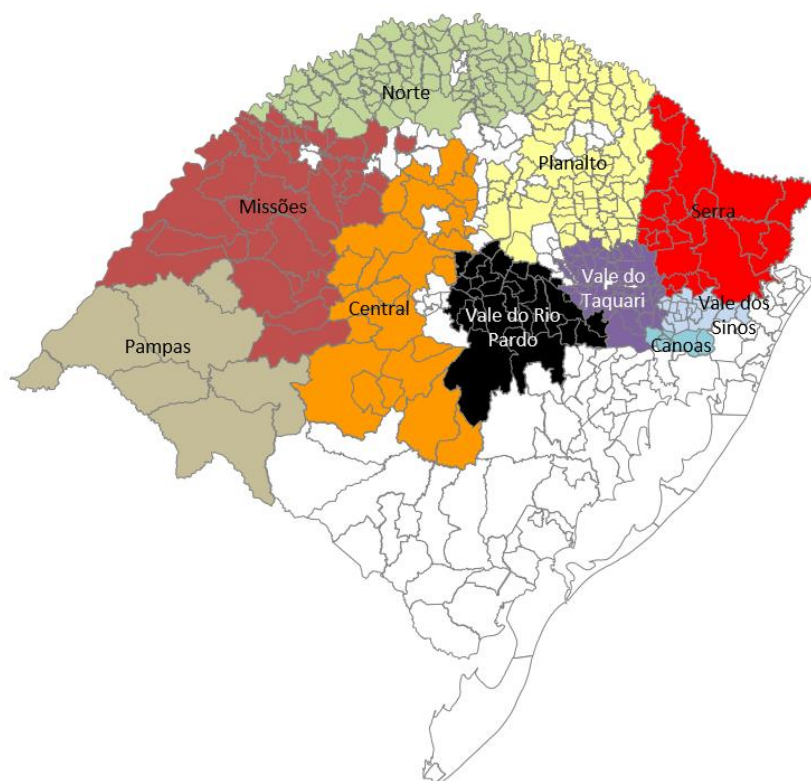 Norte
Planalto
Missões
Serra
Vale do
Taquari
Central
Vale do Rio
Pardo
Vale dos
Sinos
Canoas
Pampas